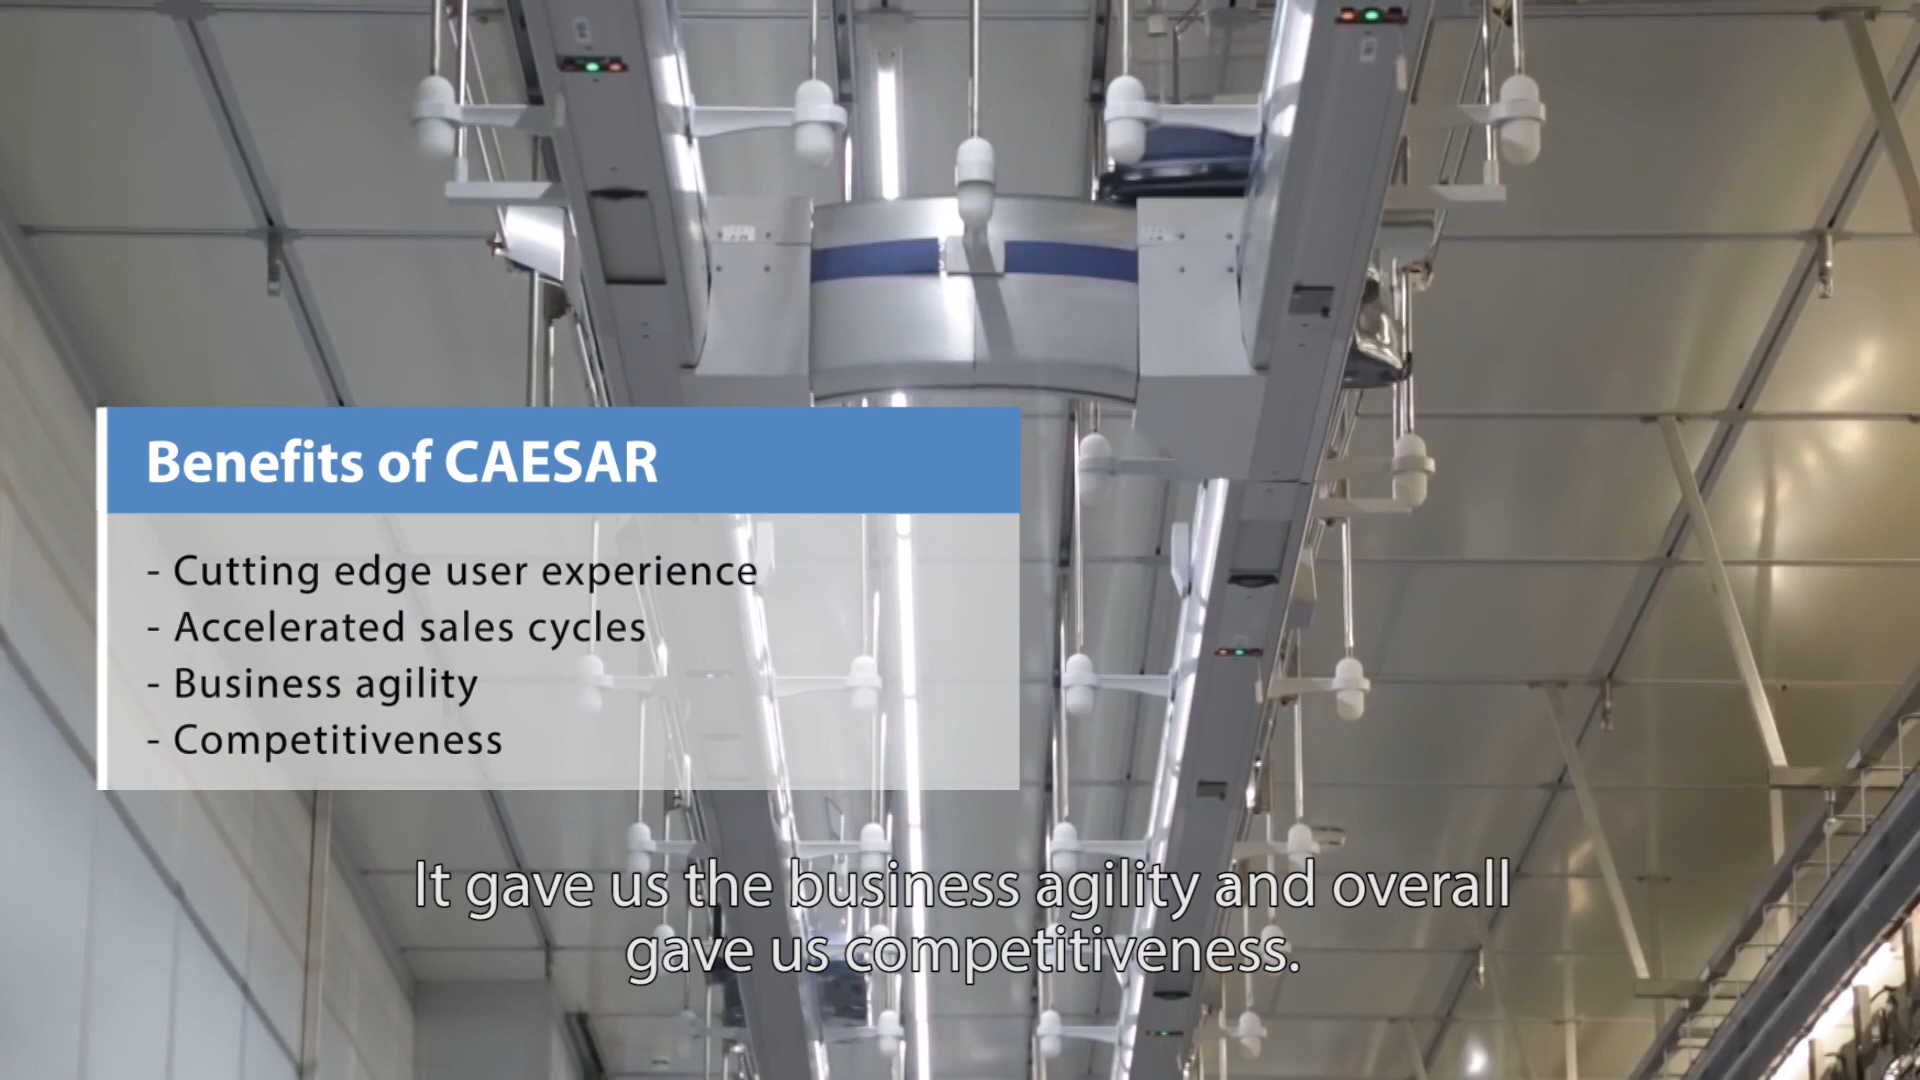 Benefits of CAESAR
- Cutting edge user experience
- Accelerated sales cycles
- Business agility
- Competitiveness
It gave us the business agility and overall
gave us competitiveness.